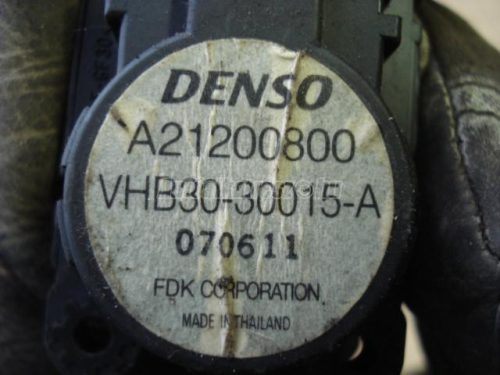 DENSO
A21200800
VHB30-30015-A
070611
FDK CORPORATION
MADE IN THAILAND